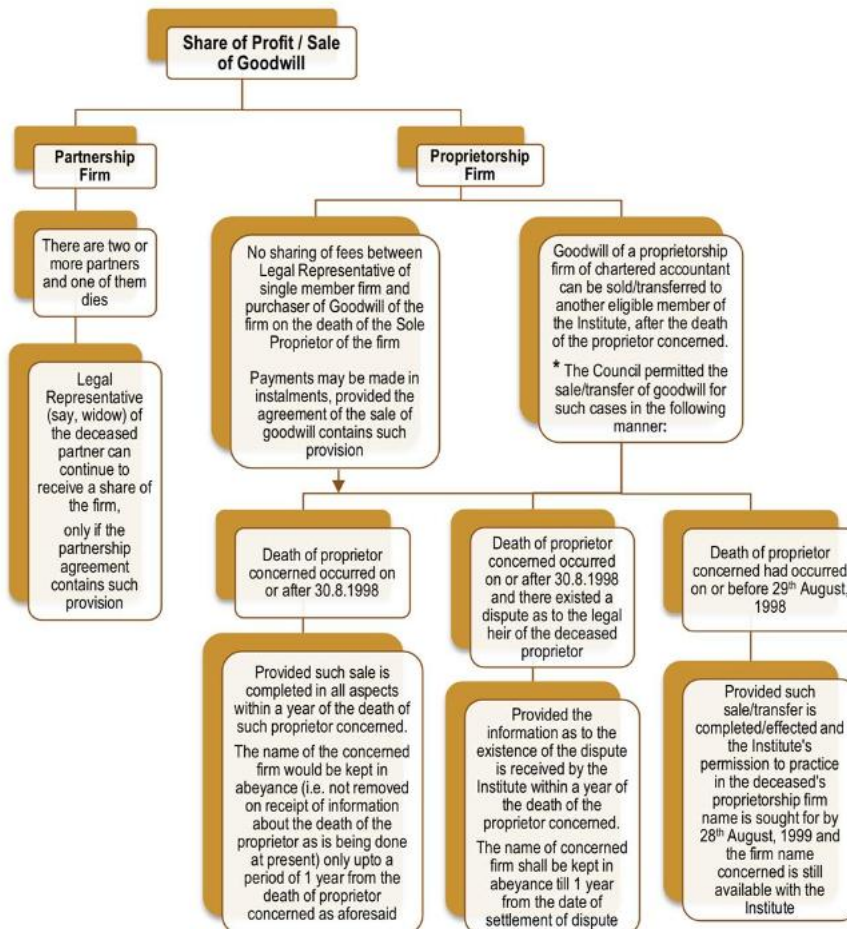 Share of Profit / Sale
of Goodwill
Partnership
Firm
Proprietorship
Firm
There are two or
more partners
and one of them
dies
No sharing of fees between
Legal Representative of
single member firm and
purchaser of Goodwill of the
firm on the death of the Sole
Proprietor of the firm
Payments may be made in
instalments, provided the
agreement of the sale of
goodwill contains such
provision
Goodwill of a proprietorship
firm of chartered accountant
can be sold/transferred to
another eligible member of
the Institute, after the death
of the proprietor concerned.
* The Council permitted the
sale/transfer of goodwill for
such cases in the following
manner:
Legal
Representative
(say, widow) of
the deceased
partner can
continue to
receive a share of
the firm,
only if the
partnership
agreement
contains such
provision
Death of proprietor
concerned occurred on
or after 30.8.1998
Death of proprietor
concerned occurred
on or after 30.8.1998
and there existed a
dispute as to the legal
heir of the deceased
proprietor
Death of proprietor
concerned had occurred
on or before 29th August,
1998
Provided such sale is
completed in all aspects
within a year of the death of
such proprietor concerned.
The name of the concerned
firm would be kept in
abeyance (i.e. not removed
on receipt of information
about the death of the
proprietor as is being done
at present) only upto a
period of 1 year from the
death of proprietor
concerned as aforesaid
Provided the
information as to the
existence of the dispute
is received by the
Institute within a year of
the death of the
proprietor concerned.
The name of concerned
firm shall be kept in
abeyance till 1 year
from the date of
settlement of dispute
Provided such
sale/transfer is
completed/effected and
the Institute's
permission to practice
in the deceased's
proprietorship firm
name is sought for by
28th August, 1999 and
the firm name
concerned is still
available with the
Institute